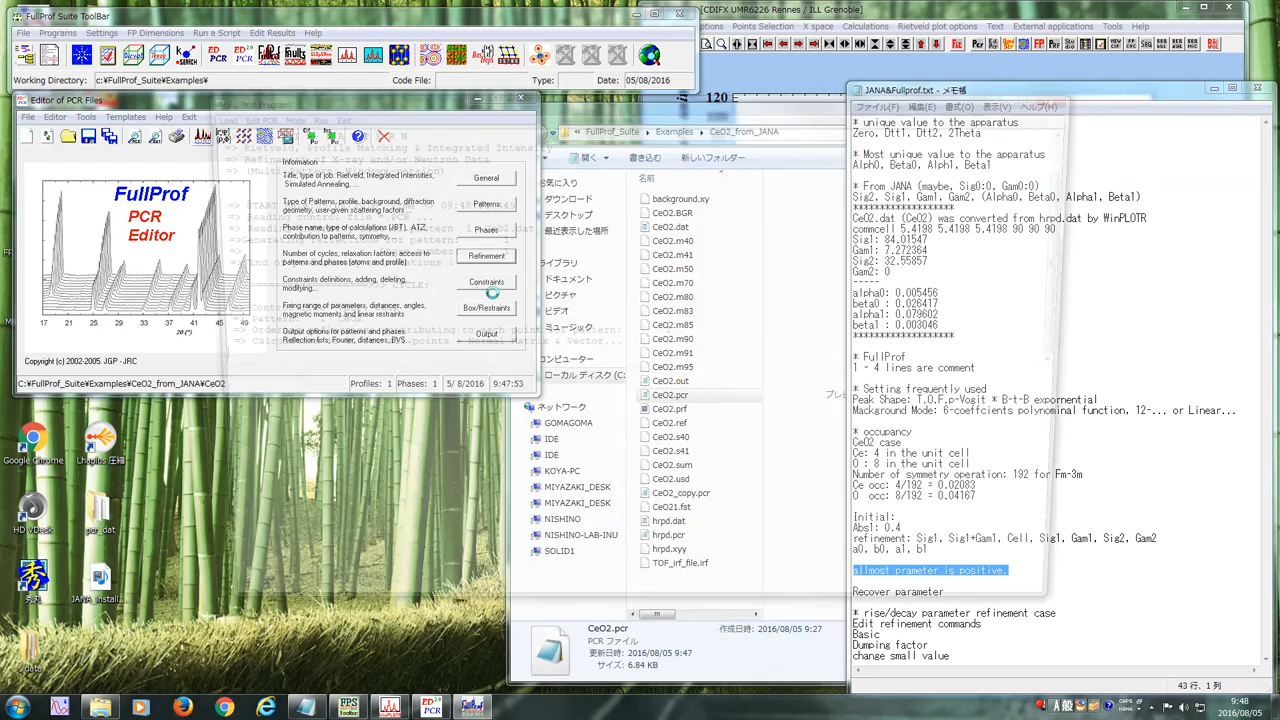 FullProf Suite ToolBar
File Programs Settings FP Dimensions Run a Script Edit Results Help
Working Directory: c:¥FullProf_Suite¥Examples¥ Code File: Type: Date: 05/08/2016
[CDIFX UMR6226 Rennes / ILL Grenoble]
Points Selection X space Calculations Rietveld plot options Text External applications Tools Help
Editor of PCR Files
File Editor Tools Templates Help Exit
FullProf
PCR
Editor
17 25 33 41 49
2θ (°)
Copyright (c) 2002-2005. JGP - JRC
Information
Title, type of job: Rietveld, Integrated Intensities,
Simulated Annealing, ...
General
Type of Patterns, profile, background, diffraction
geometry, user-given scattering factors ...
Patterns
Phase name, type of calculations (JBT), ATZ,
contribution to patterns, symmetry,
Phases
Number of cycles, relaxation factors, access to
patterns and phases (atoms and profile)
Refinement
Constraints definitions, adding, deleting,
modifying...
Constraints
Fixing range of parameters, distances, angles,
magnetic moments and linear restraints
Box/Restraints
Output options for patterns and phases:
Reflection lists, Fourier, distances, BVS...
Output
C:¥FullProf_Suite¥Examples¥CeO2_from_JANA¥CeO2 Profiles: 1 Phases: 1 5/ 8/2016 9:47:53
120
FullProf_Suite Examples CeO2_from_JANA
開く 書き込む 新しいフォルダー
名前
お気に入り
ダウンロード
デスクトップ
最近表示した場所
ライブラリ
ドキュメント
ピクチャ
ビデオ
ミュージック
コンピューター
ローカル ディスク (C:
ネットワーク
GOMAGOMA
IDE
IDE
KOYA-PC
MIYAZAKI_DESK
MIYAZAKI_DESK
NISHINO
NISHINO-LAB-INU
SOLID1
background.xy
CeO2.BGR
CeO2.dat
CeO2.m40
CeO2.m41
CeO2.m50
CeO2.m70
CeO2.m80
CeO2.m83
CeO2.m85
CeO2.m90
CeO2.m91
CeO2.m95
CeO2.out
CeO2.pcr
CeO2.prf
CeO2.ref
CeO2.s40
CeO2.s41
CeO2.sum
CeO2.usd
CeO2_copy.pcr
CeO21.fst
hrpd.dat
hrpd.pcr
hrpd.xyy
TOF_irf_file.irf
CeO2.pcr 作成日時: 2016/08/05 9:27
PCR ファイル
更新日時: 2016/08/05 9:47
サイズ: 6.84 KB
JANA&Fullprof.txt - メモ帳
ファイル(F) 編集(E) 書式(O) 表示(V) ヘルプ(H)
* unique value to the apparatus
Zero, Dtt1, Dtt2, 2Theta
* Most unique value to the apparatus
Alph0, Beta0, Alph1, Beta1
* From JANA (maybe, Sig0:0, Gam0:0)
Sig2, Sig1, Gam1, Gam2, (Alpha0, Beta0, Alpha1, Beta1)
*******************
CeO2.dat (CeO2) was converted from hrpd.dat by WinPLOTR
commcell 5.4198 5.4198 5.4198 90 90 90
Sig1: 84.01547
Gam1: 7.272364
Sig2: 32.55857
Gam2: 0
-----
alpha0: 0.005456
beta0 : 0.026417
alpha1 : 0.079602
beta1 : 0.003046
*******************
* FullProf
1 - 4 lines are comment
* Setting frequently used
Peak Shape: T.O.F.p-Vogit * B-t-B expornential
Mackground Mode: 6-coeffcients polynominal function, 12-... or Linear...
* occupancy
CeO2 case
Ce: 4 in the unit cell
O : 8 in the unit cell
Number of symmetry operation: 192 for Fm-3m
Ce occ: 4/192 = 0.02083
O occ: 8/192 = 0.04167
Initial:
Abs1: 0.4
refinement: Sig1, Sig1+Gam1, Cell, Sig1, Gam1, Sig2, Gam2
a0, b0, a1, b1
allmost prameter is positive.
Recover parameter
* rise/decay parameter refinement case
Edit refinement commands
Basic
Dumping factor
change small value
43 行、1 列
Google Chrome
Lhaplus 圧縮
HD VDesk
pcr_dat
秀丸
JANA_install...
data
9:48
2016/08/05